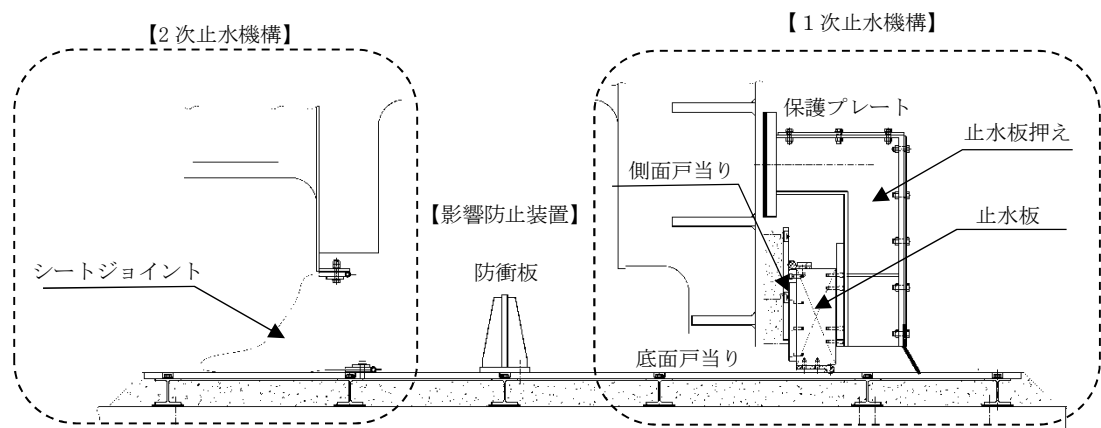 【2 次止水機構】
【１次止水機構】
保護プレート
止水板押え
側面戸当り
【影響防止装置】
止水板
シートジョイント
防衝板
底面戸当り